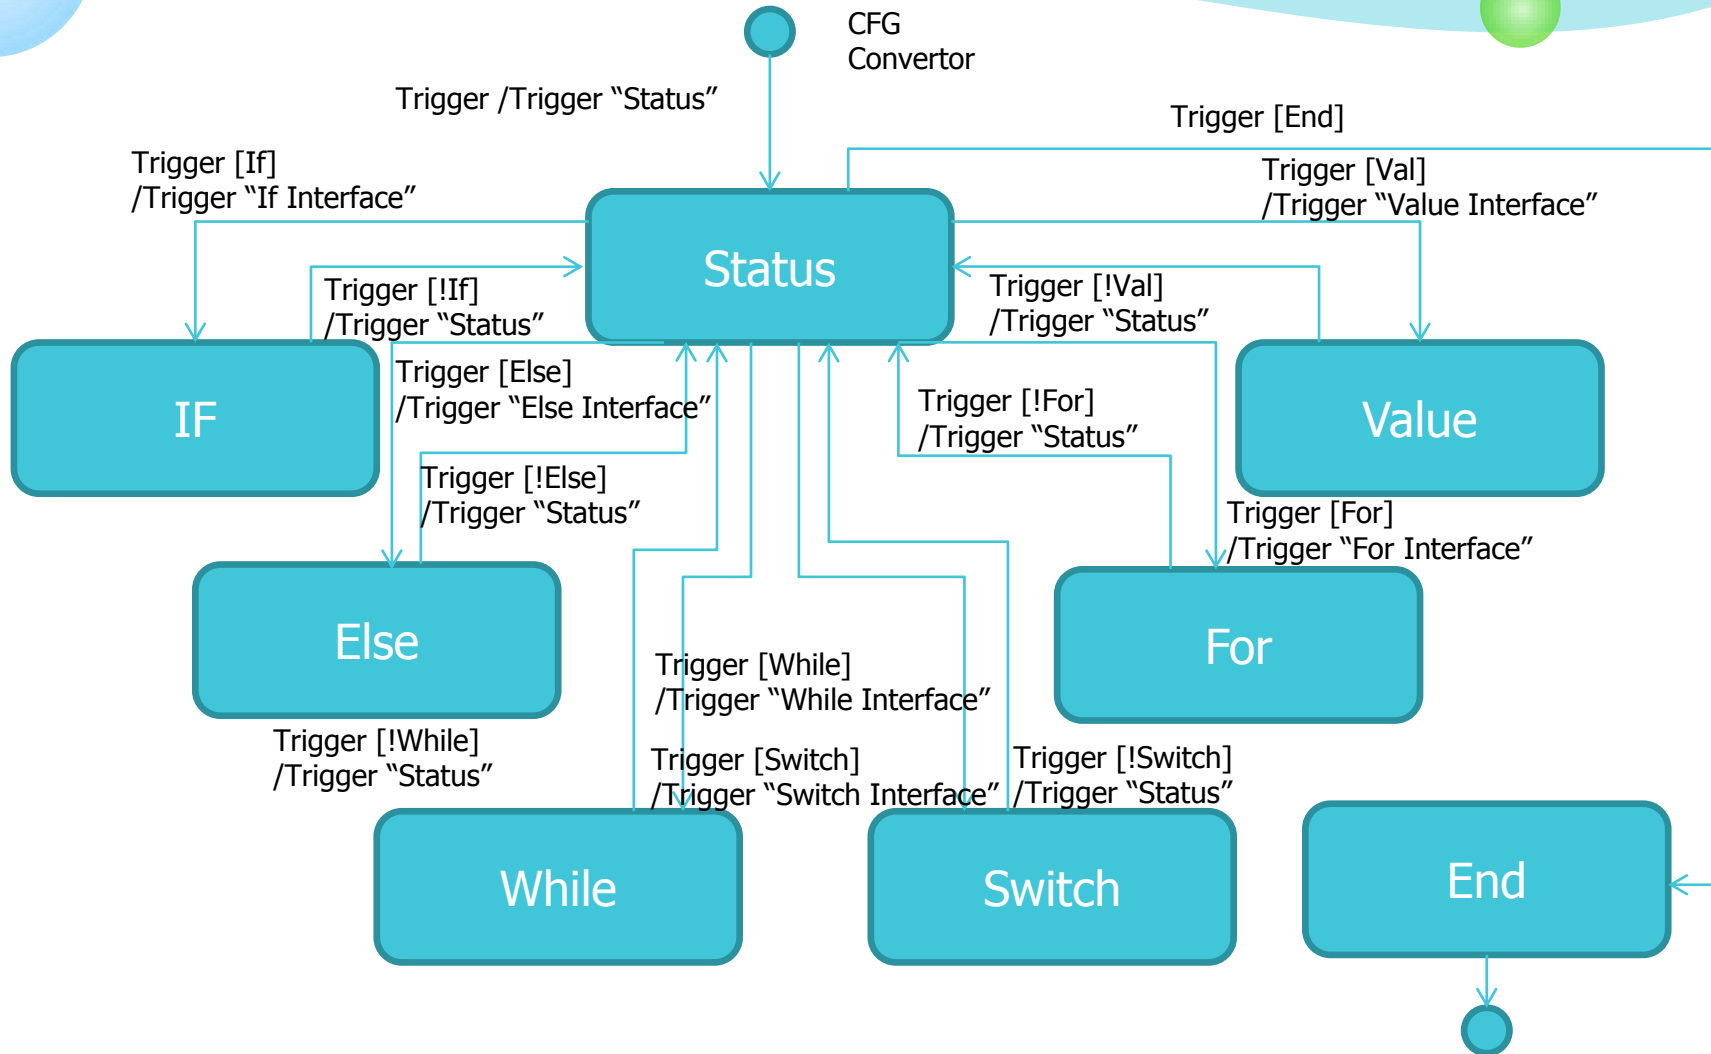 CFG
Convertor
Trigger /Trigger “Status”
Trigger [End]
Trigger [If]
/Trigger “If Interface”
Trigger [Val]
/Trigger “Value Interface”
Status
Trigger [!If]
/Trigger “Status”
Trigger [!Val]
/Trigger “Status”
IF
Trigger [Else]
/Trigger “Else Interface”
Trigger [!For]
/Trigger “Status”
Value
Trigger [!Else]
/Trigger “Status”
Trigger [For]
/Trigger “For Interface”
Else
For
Trigger [While]
/Trigger “While Interface”
Trigger [!While]
/Trigger “Status”
Trigger [Switch]
/Trigger “Switch Interface”
Trigger [!Switch]
/Trigger “Status”
While
Switch
End